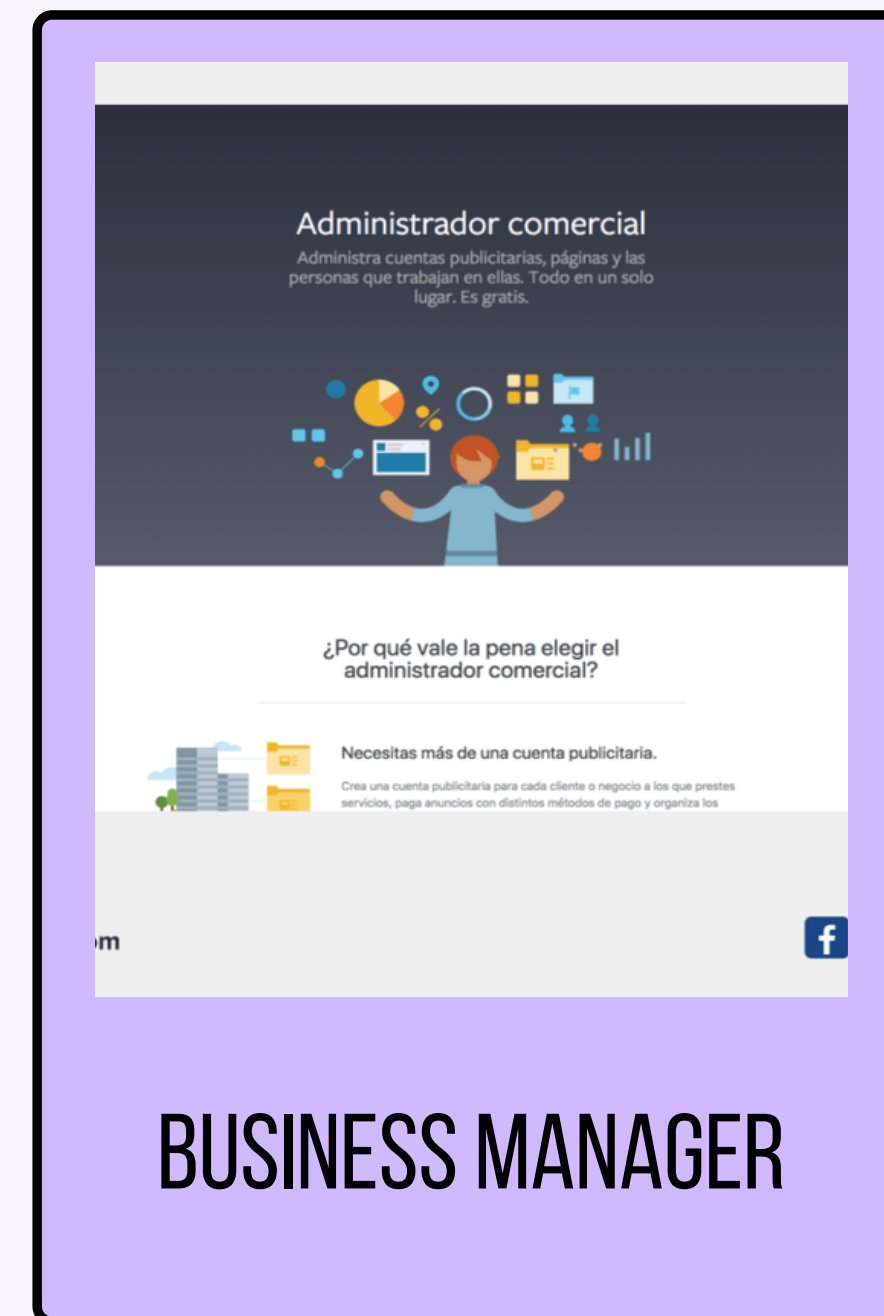 Administrador comercial
Administra cuentas publicitarias, páginas y las
personas que trabajan en ellas. Todo en un solo
lugar. Es gratis.
¿Por qué vale la pena elegir el
administrador comercial?
Necesitas más de una cuenta publicitaria.
Crea una cuenta publicitaria para cada cliente o negocio a los que prestes
servicios, paga anuncios con distintos métodos de pago y organiza los
BUSINESS MANAGER